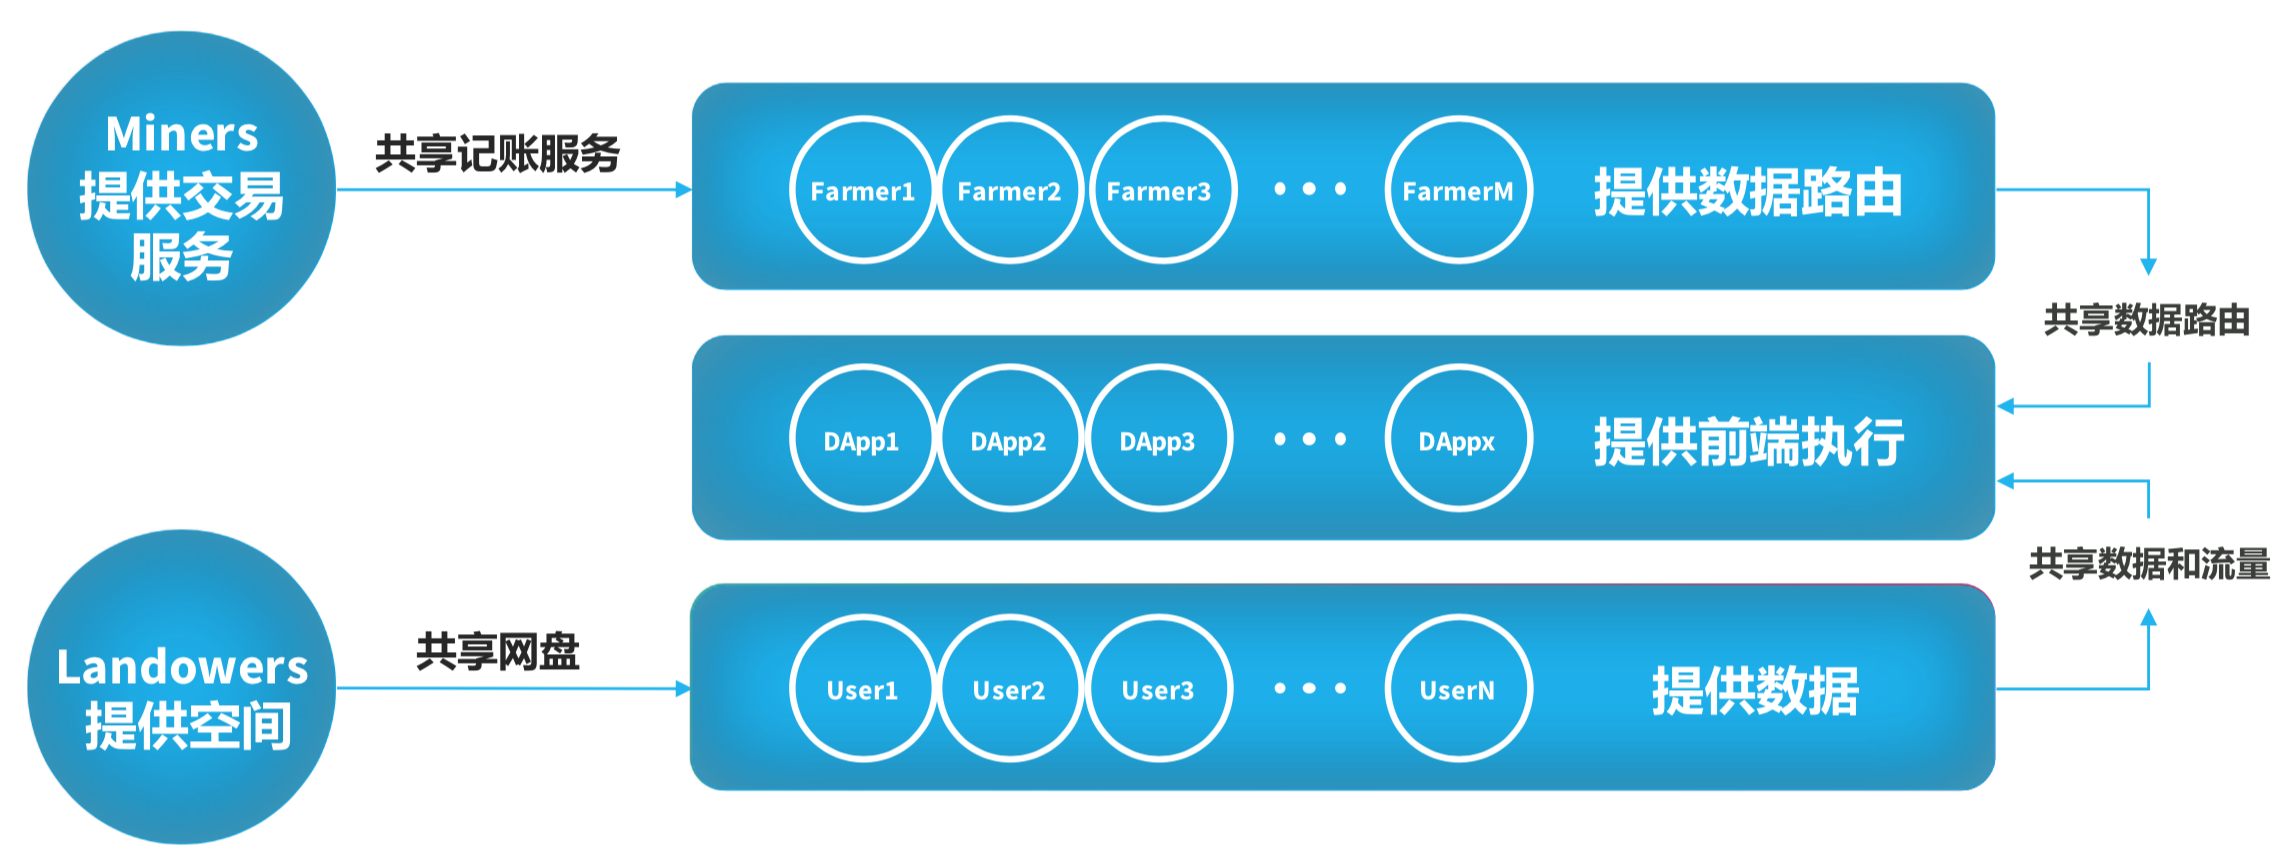 Miners
提供交易
服务
共享记账服务
Farmer1 Farmer2 Farmer3 ••• FarmerM 提供数据路由
共享数据路由
DApp1 DApp2 DApp3 ••• DAppx 提供前端执行
共享数据和流量
Landowers
提供空间
共享网盘
User1 User2 User3 ••• UserN 提供数据